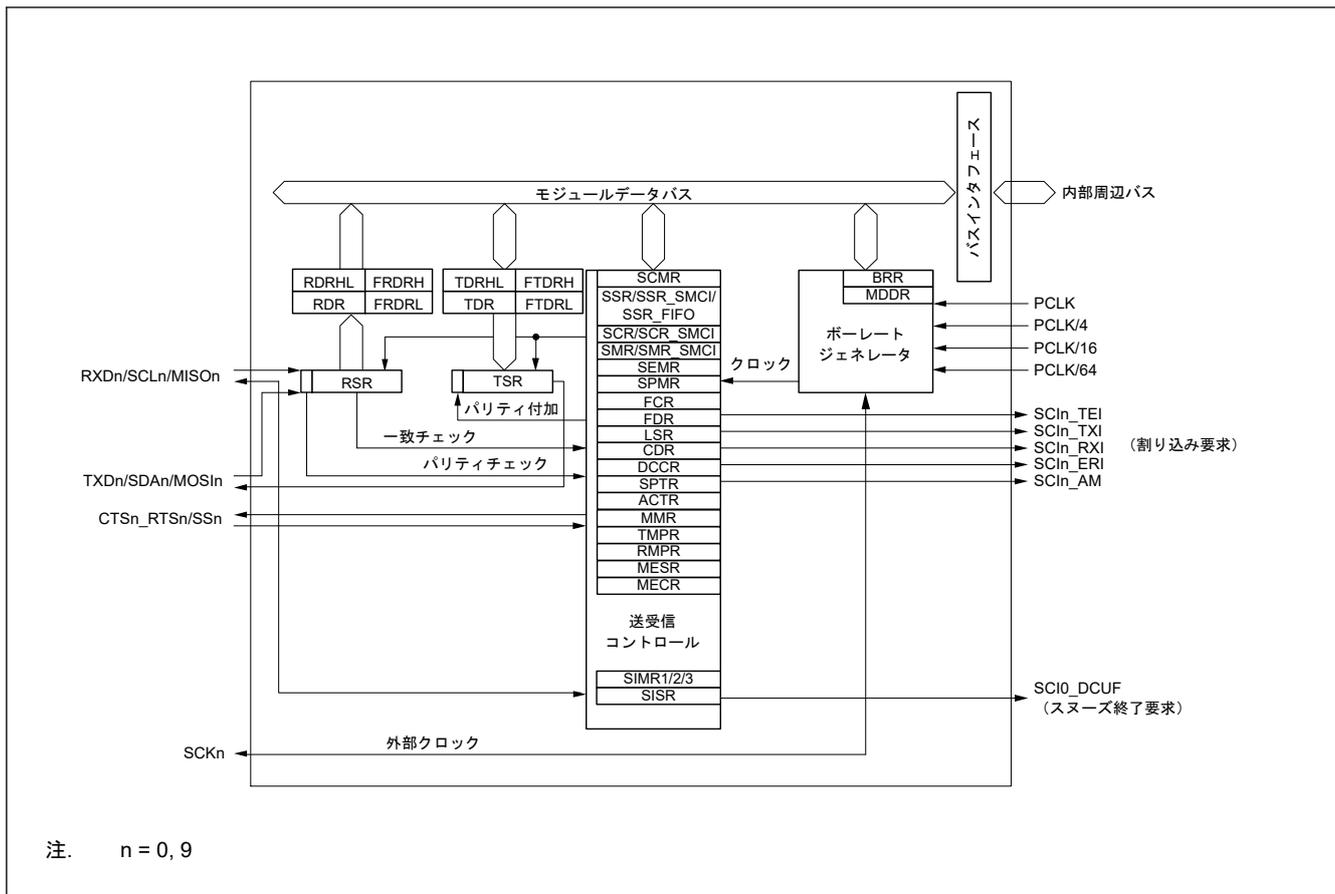 バスインタフェース
モジュールデータバス
内部周辺バス
RDRHL FRDRH
RDR FRDRL
TDRHL FTDRH
TDR FTDRL
SCMR
SSR/SSR_SMCI/
SSR_FIFO
SCR/SCR_SMCI
SMR/SMR_SMCI
SEMR
SPMR
FCR
FDR
LSR
CDR
DCCR
SPTR
ACTR
MMR
TMPR
RMPR
MESR
MECR
送受信
コントロール
SIMR1/2/3
SISR
BRR
MDDR
ボーレート
ジェネレータ
クロック
PCLK
PCLK/4
PCLK/16
PCLK/64
RXDn/SCLn/MISOn
RSR
TSR
パリティ付加
一致チェック
パリティチェック
TXDn/SDAn/MOSIn
CTSn_RTSn/SSn
SCIn_TEI
SCIn_TXI
SCIn_RXI (割り込み要求)
SCIn_ERI
SCIn_AM
SCI0_DCUF
(スヌーズ終了要求)
SCKn
外部クロック
注. n = 0, 9